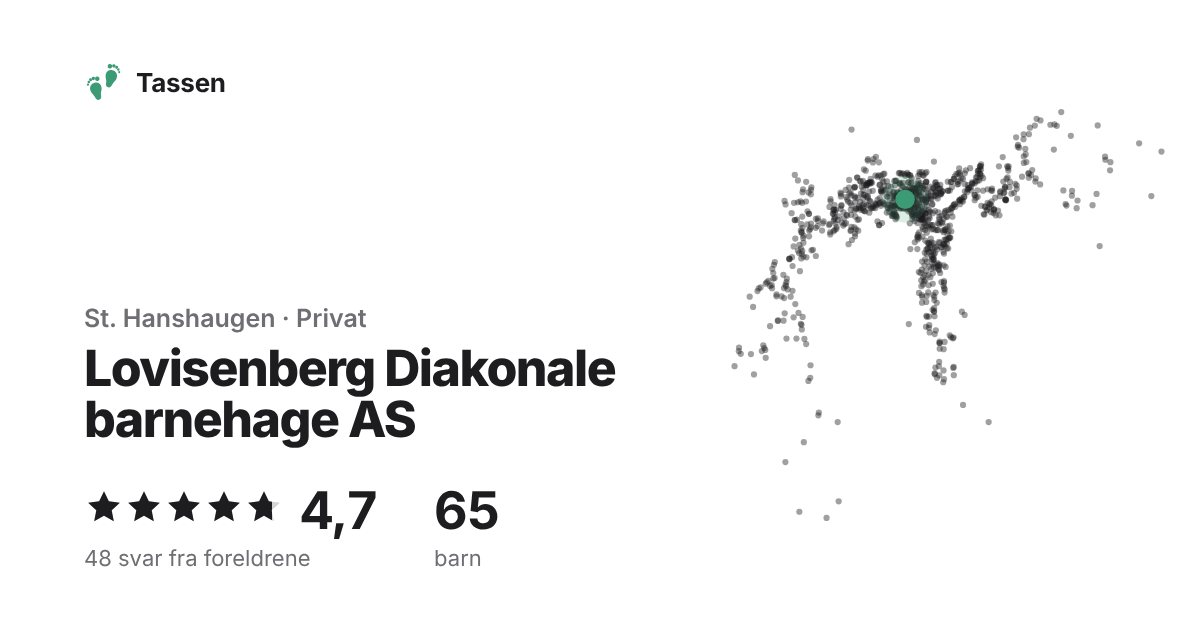 Tassen
St. Hanshaugen · Privat
Lovisenberg Diakonale
barnehage AS
4,7
65
48 svar fra foreldrene
barn